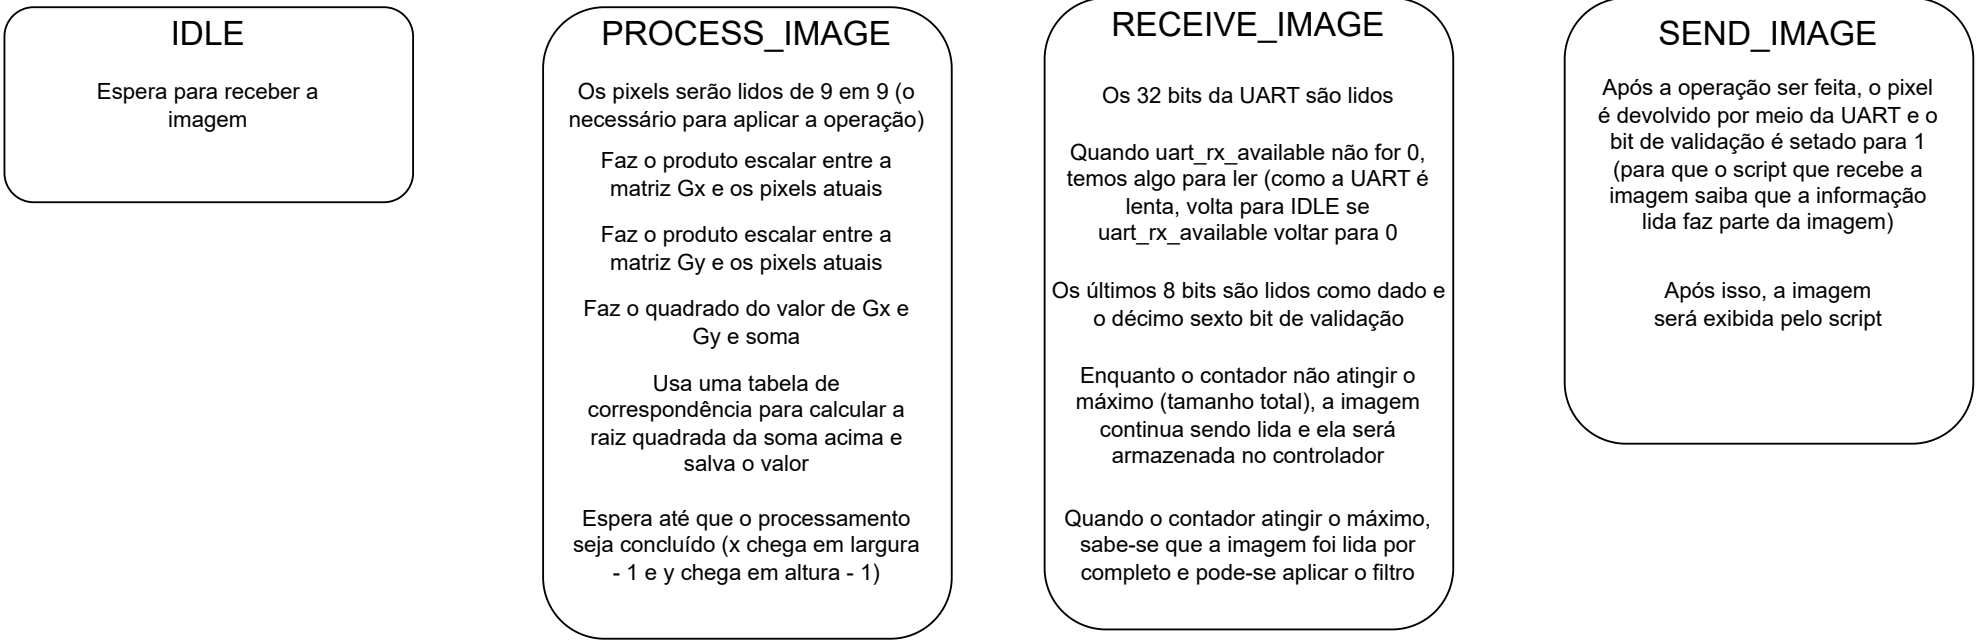 IDLE
Espera para receber a
imagem
PROCESS_IMAGE
Os pixels serão lidos de 9 em 9 (o
necessário para aplicar a operação)
Faz o produto escalar entre a
matriz Gx e os pixels atuais
Faz o produto escalar entre a
matriz Gy e os pixels atuais
Faz o quadrado do valor de Gx e
Gy e soma
Usa uma tabela de
correspondência para calcular a
raiz quadrada da soma acima e
salva o valor
Espera até que o processamento
seja concluído (x chega em largura
- 1 e y chega em altura - 1)
RECEIVE_IMAGE
Os 32 bits da UART são lidos
Quando uart_rx_available não for 0,
temos algo para ler (como a UART é
lenta, volta para IDLE se
uart_rx_available voltar para 0
Os últimos 8 bits são lidos como dado e
o décimo sexto bit de validação
Enquanto o contador não atingir o
máximo (tamanho total), a imagem
continua sendo lida e ela será
armazenada no controlador
Quando o contador atingir o máximo,
sabe-se que a imagem foi lida por
completo e pode-se aplicar o filtro
SEND_IMAGE
Após a operação ser feita, o pixel
é devolvido por meio da UART e o
bit de validação é setado para 1
(para que o script que recebe a
imagem saiba que a informação
lida faz parte da imagem)
Após isso, a imagem
será exibida pelo script